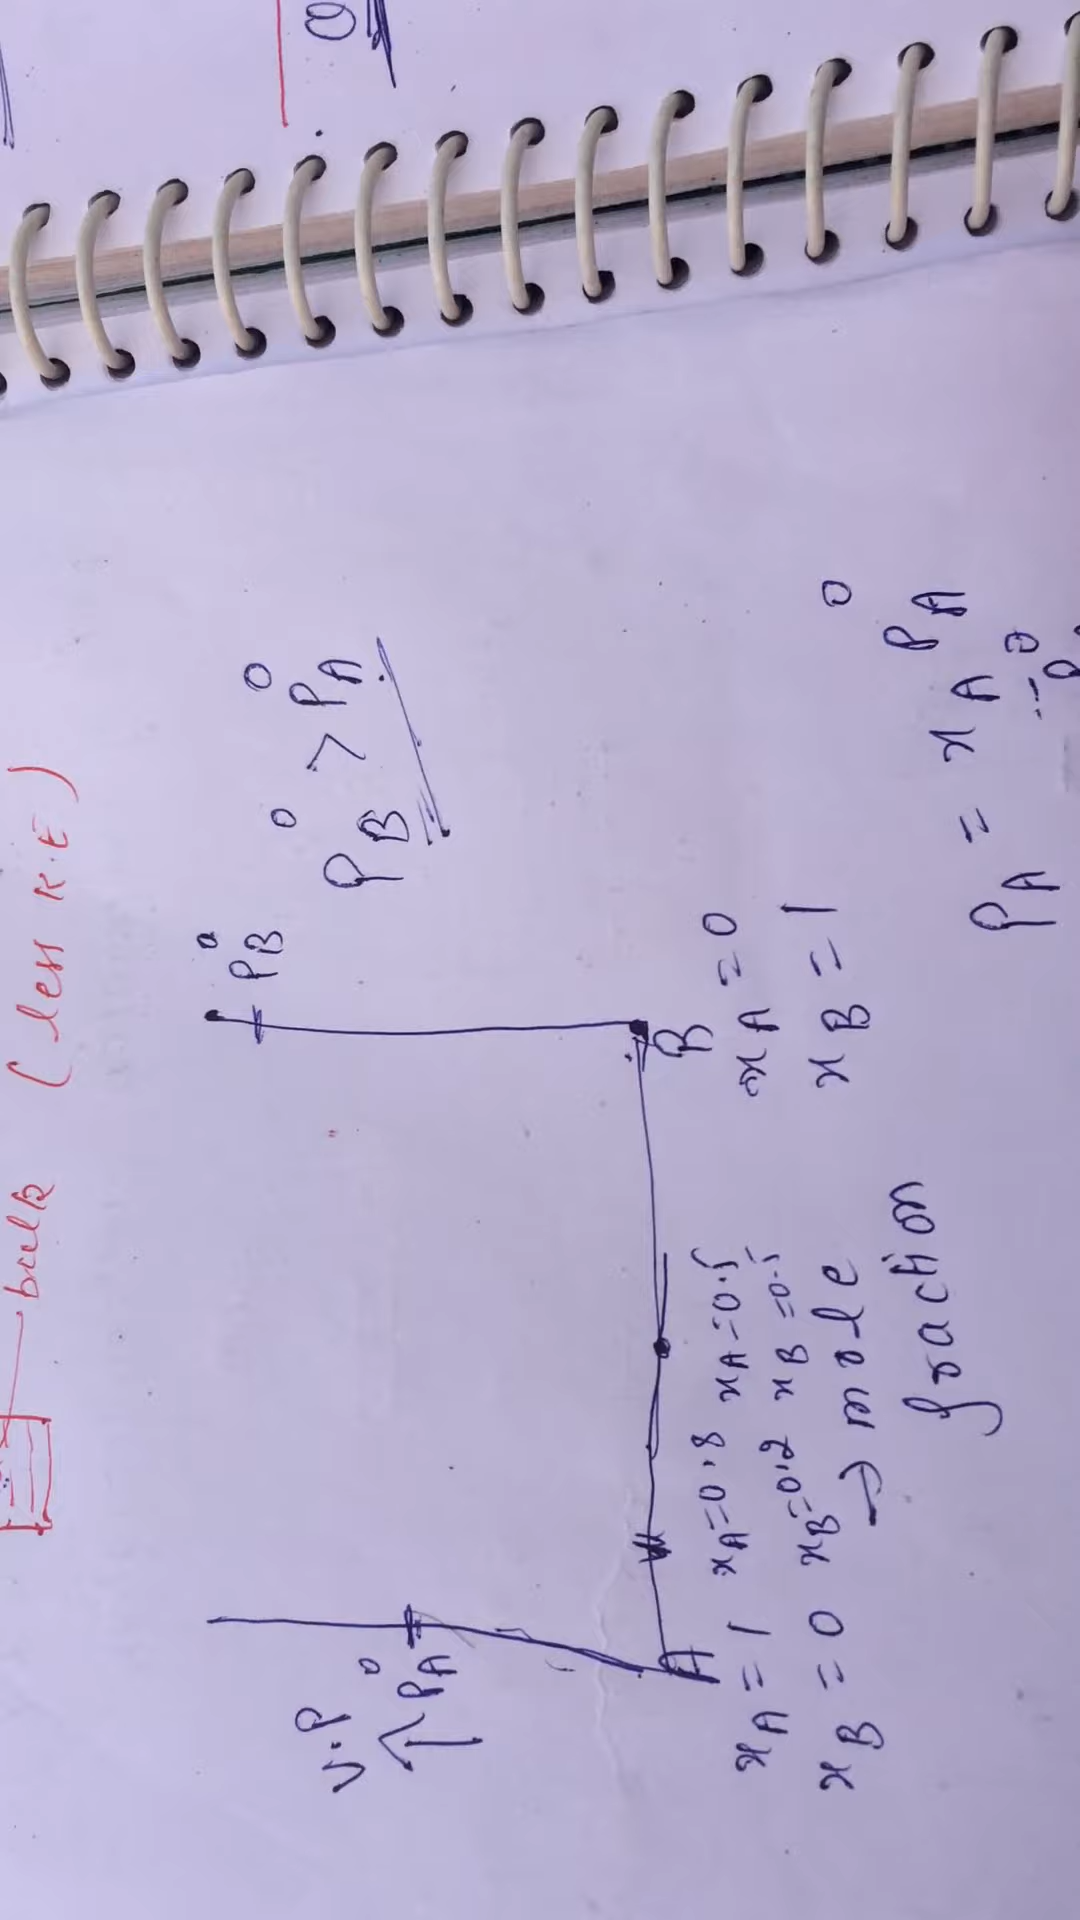 bulk (less K.E)
P°B
P°B > P°A
V.P
P°A
A
B
xA = 1 xA=0.8 xA=0.5 xA=0
xB = 0 xB=0.2 xB=0.5 xB=1
→ mole
fraction
PA = xA P°A